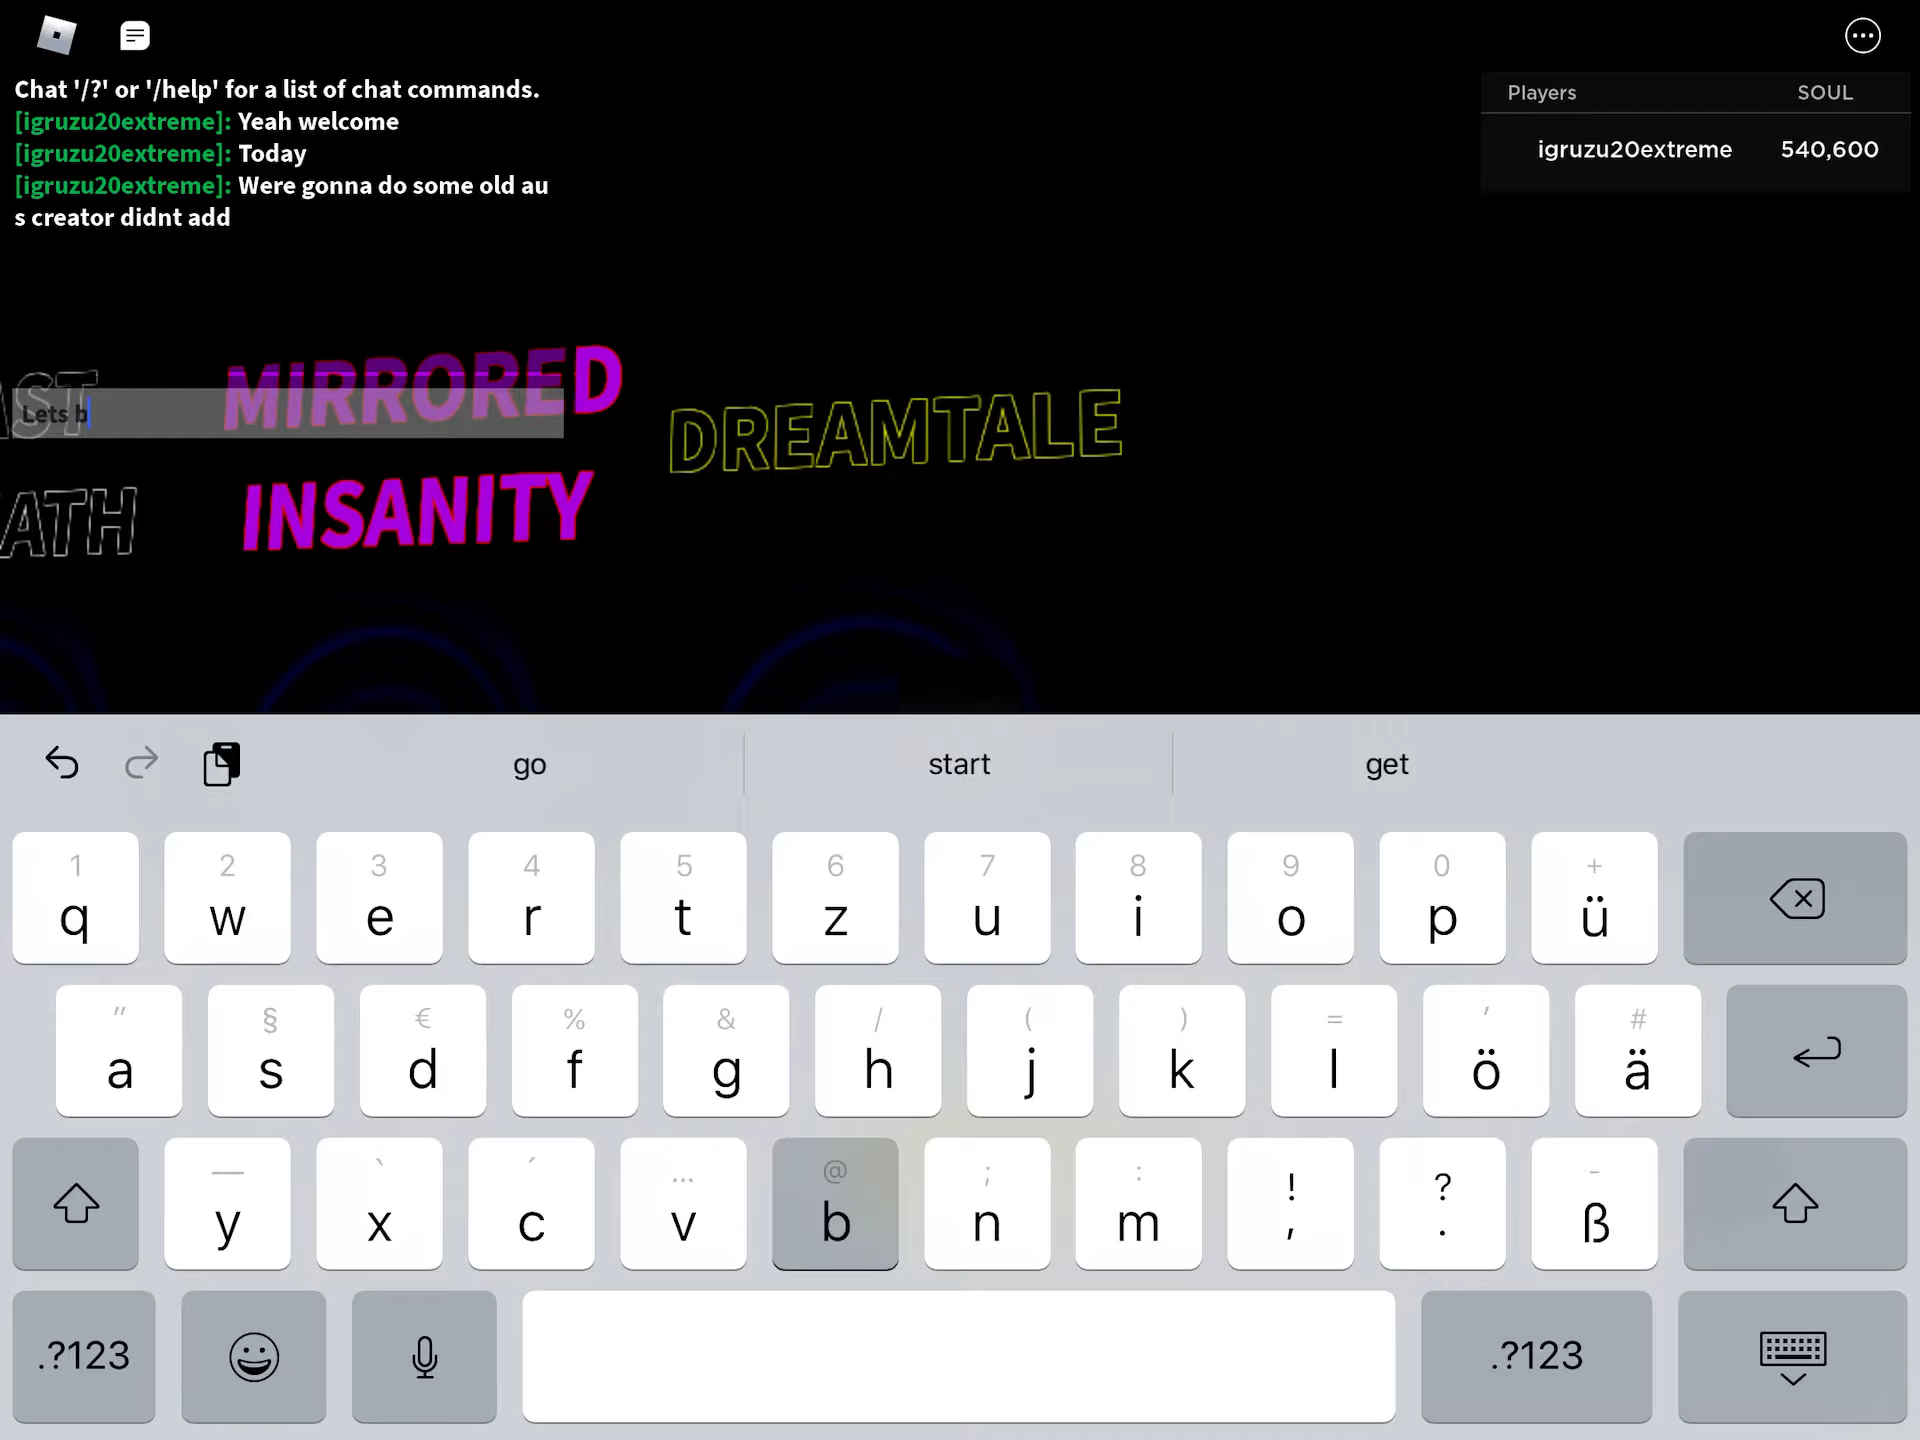 Chat '/?' or '/help' for a list of chat commands.
[igruzu20extreme]: Yeah welcome
[igruzu20extreme]: Today
[igruzu20extreme]: Were gonna do some old au
s creator didnt add
Players SOUL
igruzu20extreme 540,600
AST
Lets b
MIRRORED
INSANITY
DREAMTALE
ATH
go start get
1 2 3 4 5 6 7 8 9 0 +
q w e r t z u i o p ü
" § € % & / ( ) = ' #
a s d f g h j k l ö ä
— ` ´ ... @ ; : ! ? -
y x c v b n m , . ß
.?123 .?123